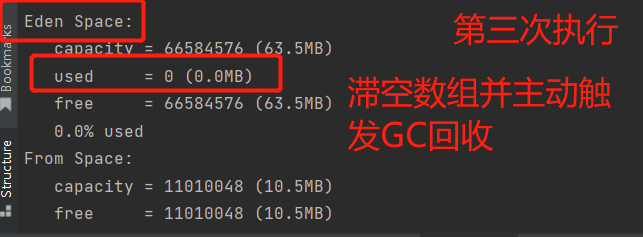 Bookmarks
Structure
Eden Space:
capacity = 66584576 (63.5MB)
used = 0 (0.0MB)
free = 66584576 (63.5MB)
0.0% used
From Space:
capacity = 11010048 (10.5MB)
free = 11010048 (10.5MB)
第三次执行
滞空数组并主动触
发GC回收